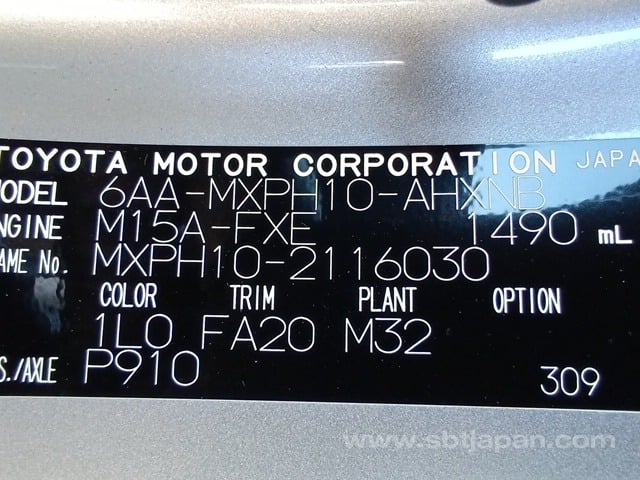 TOYOTA MOTOR CORPORATION JAPA
MODEL 6AA-MXPH10-AHXNB
NGINE M15A-FXE 1490 mL
AME No. MXPH10-2116030
COLOR TRIM PLANT OPTION
1L0 FA20 M32
S./AXLE P910 309
www.sbtjapan.com